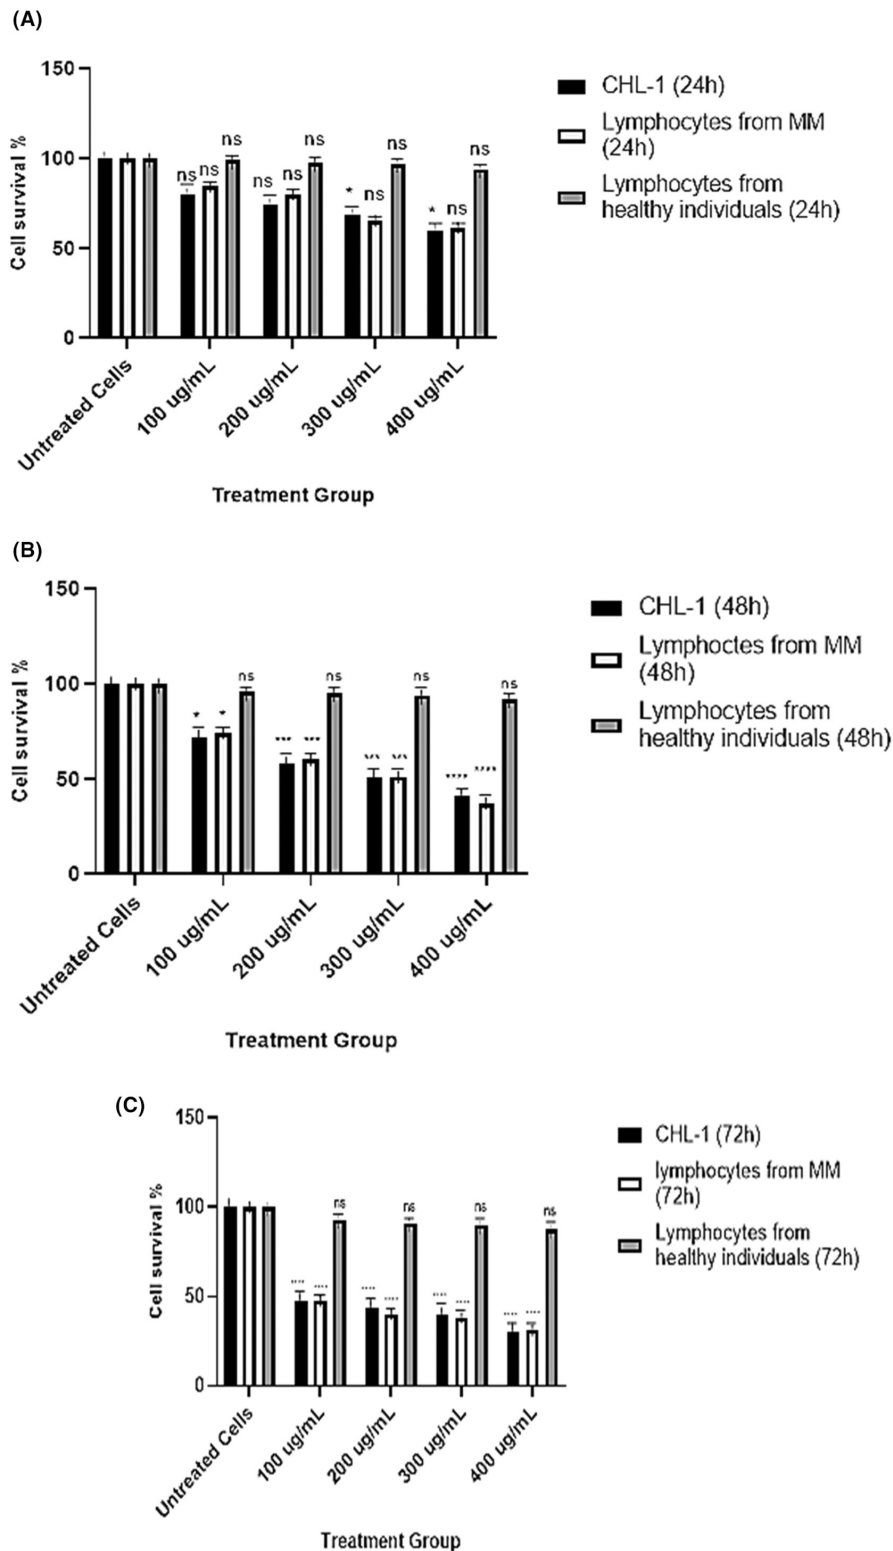 (A)
150
100
50
0
Cell survival %
ns ns ns
ns ns ns
* ns ns
* ns ns
Untreated Cells
100 ug/mL
200 ug/mL
300 ug/mL
400 ug/mL
Treatment Group
CHL-1 (24h)
Lymphocytes from MM
(24h)
Lymphocytes from
healthy individuals (24h)
(B)
150
100
50
0
Cell survival %
* * ns
*** *** ns
*** *** ns
**** **** ns
Untreated Cells
100 ug/mL
200 ug/mL
300 ug/mL
400 ug/mL
Treatment Group
CHL-1 (48h)
Lymphoctes from MM
(48h)
Lymphocytes from
healthy individuals (48h)
(C)
150
100
50
0
Cell survival %
**** **** ns
**** **** ns
**** **** ns
**** **** ns
Untreated Cells
100 ug/mL
200 ug/mL
300 ug/mL
400 ug/mL
Treatment Group
CHL-1 (72h)
lymphocytes from MM
(72h)
Lymphocytes from
healthy individuals (72h)